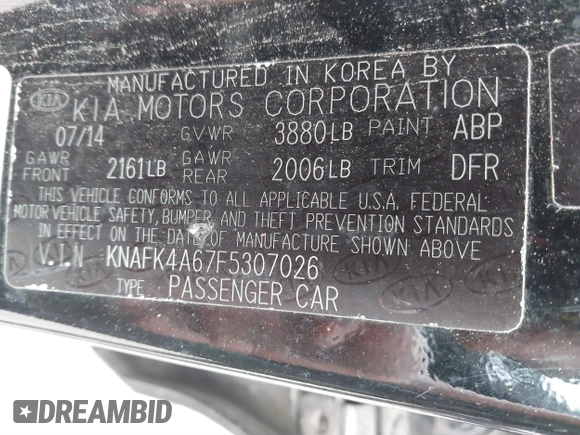 MANUFACTURED IN KOREA BY
KIA KIA MOTORS CORPORATION
07/14 GVWR 3880LB PAINT ABP
GAWR FRONT 2161LB GAWR REAR 2006LB TRIM DFR
THIS VEHICLE CONFORMS TO ALL APPLICABLE U.S.A. FEDERAL
MOTOR VEHICLE SAFETY, BUMPER, AND THEFT PREVENTION STANDARDS
IN EFFECT ON THE DATE OF MANUFACTURE SHOWN ABOVE
V.I.N KNAFK4A67F5307026
TYPE PASSENGER CAR
DREAMBID